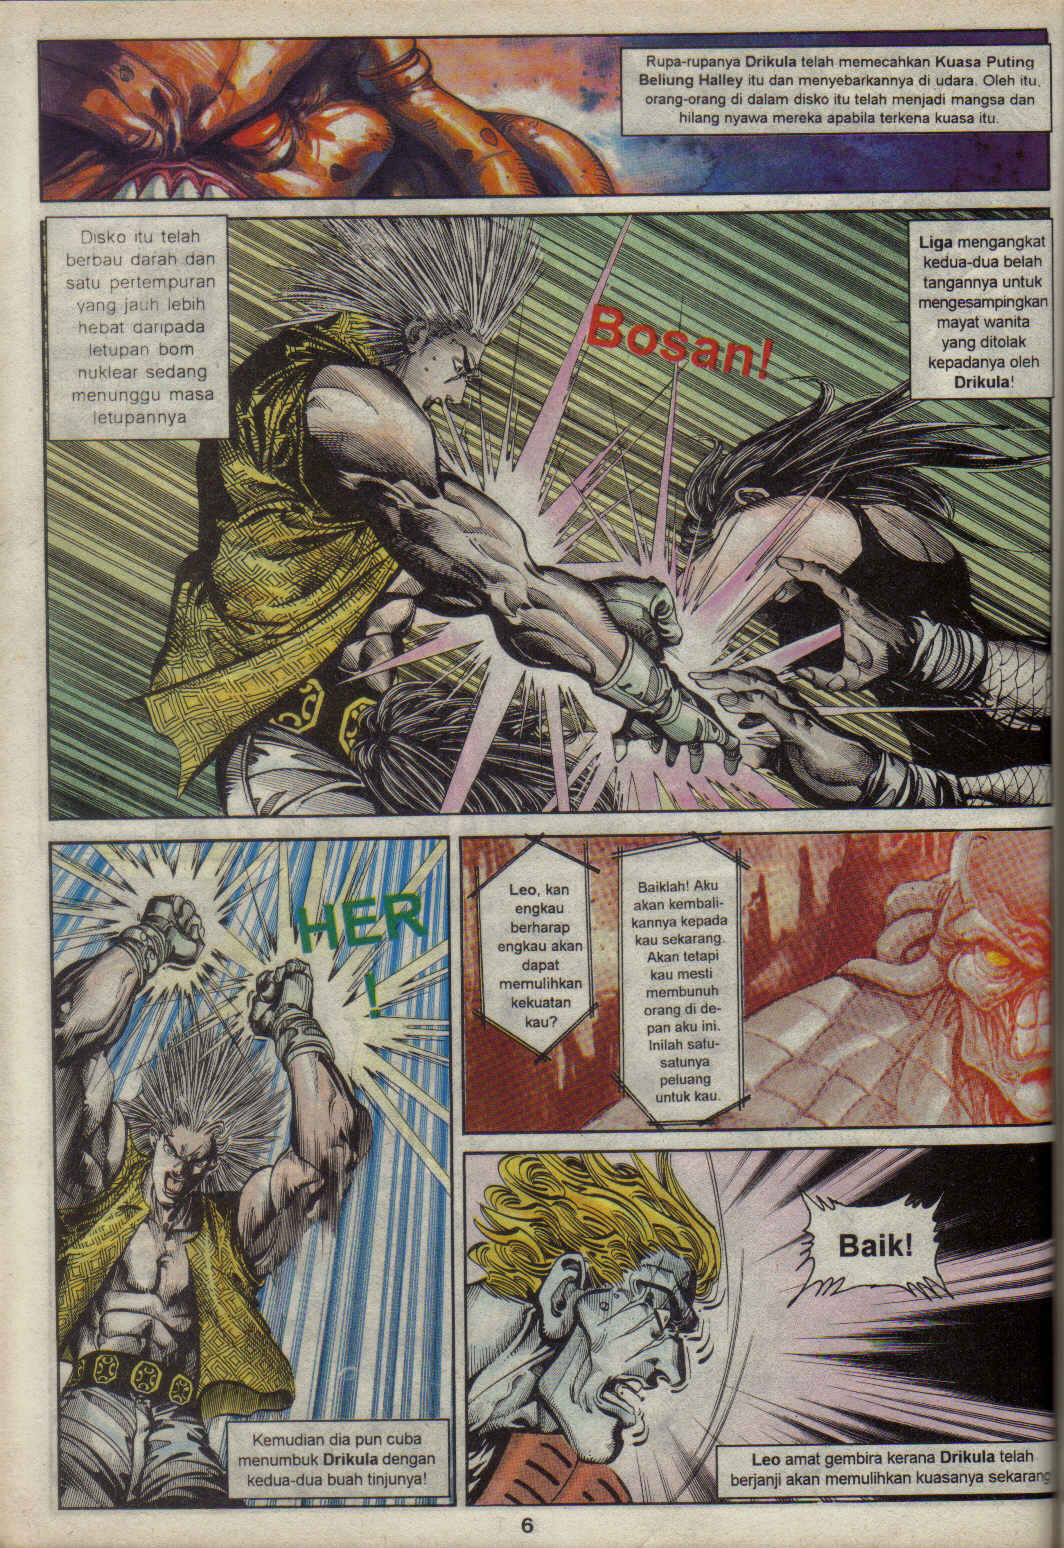 Rupa-rupanya Drikula telah memecahkan Kuasa Puting
Beliung Halley itu dan menyebarkannya di udara. Oleh itu,
orang-orang di dalam disko itu telah menjadi mangsa dan
hilang nyawa mereka apabila terkena kuasa itu.
Disko itu telah
berbau darah dan
satu pertempuran
yang jauh lebih
hebat daripada
letupan bom
nuklear sedang
menunggu masa
letupannya
Bosan!
Liga mengangkat
kedua-dua belah
tangannya untuk
mengesampingkan
mayat wanita
yang ditolak
kepadanya oleh
Drikula!
HER
!
Kemudian dia pun cuba
menumbuk Drikula dengan
kedua-dua buah tinjunya!
Leo, kan
engkau
berharap
engkau akan
dapat
memulihkan
kekuatan
kau?
Baiklah! Aku
akan kembali-
kannya kepada
kau sekarang.
Akan tetapi
kau mesti
membunuh
orang di de-
pan aku ini.
Inilah satu-
satunya
peluang
untuk kau.
Baik!
Leo amat gembira kerana Drikula telah
berjanji akan memulihkan kuasanya sekarang
6